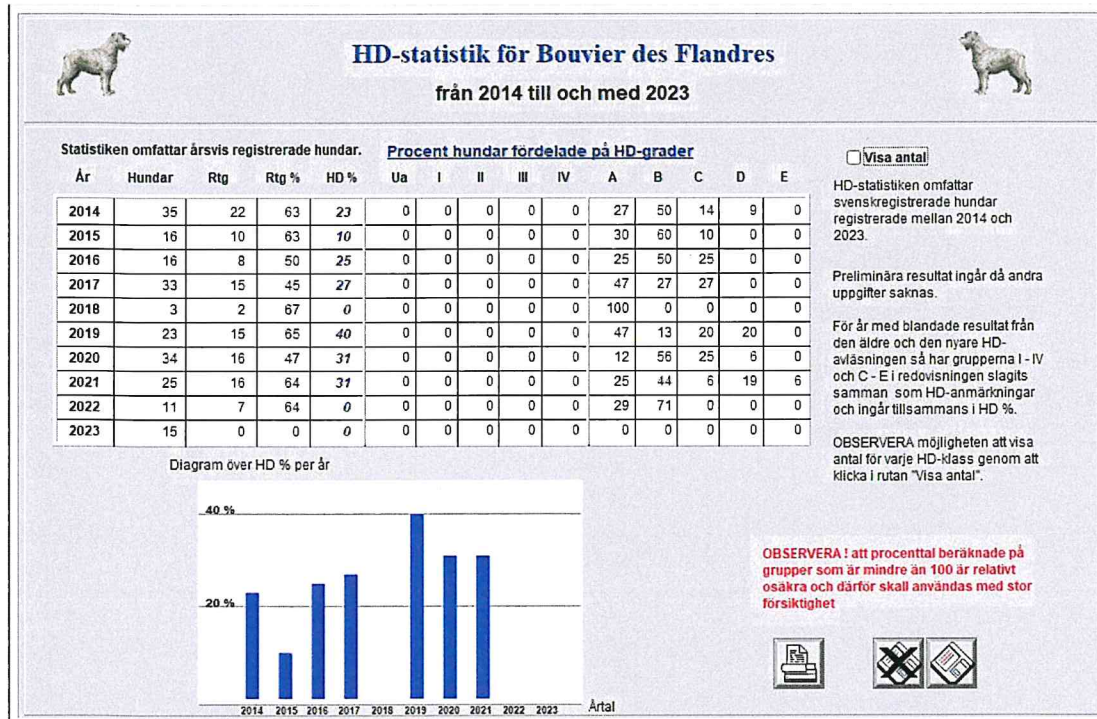 HD-statistik för Bouvier des Flandres
från 2014 till och med 2023
Statistiken omfattar årsvis registrerade hundar. Procent hundar fördelade på HD-grader
År Hundar Rtg Rtg % HD % Ua I II III IV A B C D E
2014 35 22 63 23 0 0 0 0 0 27 50 14 9 0
2015 16 10 63 10 0 0 0 0 0 30 60 10 0 0
2016 16 8 50 25 0 0 0 0 0 25 50 25 0 0
2017 33 15 45 27 0 0 0 0 0 47 27 27 0 0
2018 3 2 67 0 0 0 0 0 0 100 0 0 0 0
2019 23 15 65 40 0 0 0 0 0 47 13 20 20 0
2020 34 16 47 31 0 0 0 0 0 12 56 25 6 0
2021 25 16 64 31 0 0 0 0 0 25 44 6 19 6
2022 11 7 64 0 0 0 0 0 0 29 71 0 0 0
2023 15 0 0 0 0 0 0 0 0 0 0 0 0 0
Visa antal
HD-statistiken omfattar
svenskregistrerade hundar
registrerade mellan 2014 och
2023.
Preliminära resultat ingår då andra
uppgifter saknas.
För år med blandade resultat från
den äldre och den nyare HD-
avläsningen så har grupperna I - IV
och C - E i redovisningen slagits
samman som HD-anmärkningar
och ingår tillsammans i HD %.
OBSERVERA möjligheten att visa
antal för varje HD-klass genom att
klicka i rutan "Visa antal".
Diagram över HD % per år
40 %
20 %
2014 2015 2016 2017 2018 2019 2020 2021 2022 2023 Årtal
OBSERVERA ! att procenttal beräknade på
grupper som är mindre än 100 är relativt
osäkra och därför skall användas med stor
försiktighet